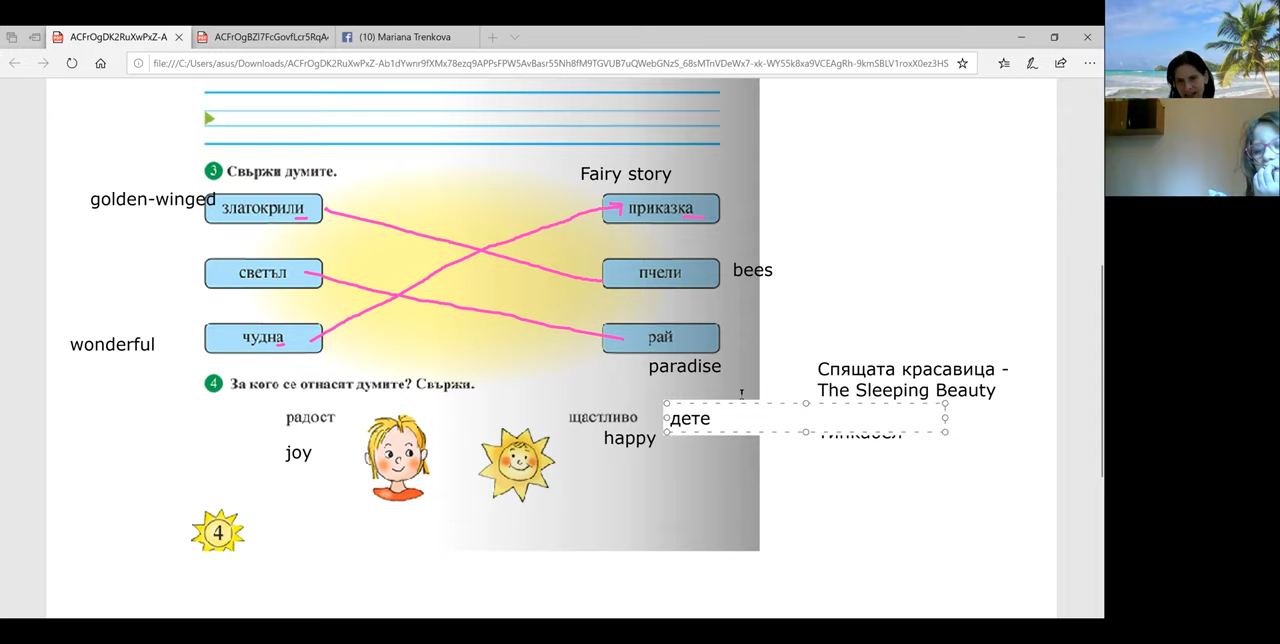 ACFrOgDK2RuXwPxZ-A
ACFrOgBZI7FcGovfLcr5RqA
(10) Mariana Trenkova
file:///C:/Users/asus/Downloads/ACFrOgDK2RuXwPxZ-Ab1dYwnr9fXMx78ezq9APPsFPW5AvBasr55Nh8fM9TGVUB7uQWebGNzS_68sMTnVDeWx7-xk-WY55k8xa9VCEAgRh-9kmSBLV1roxX0ez3HS
3 Свържи думите.
Fairy story
golden-winged
златокрили
приказка
светъл
пчели
bees
чудна
рай
wonderful
paradise
Спящата красавица -
The Sleeping Beauty
4 За кого се отнасят думите? Свържи.
радост
щастливо
дете
happy
joy
4